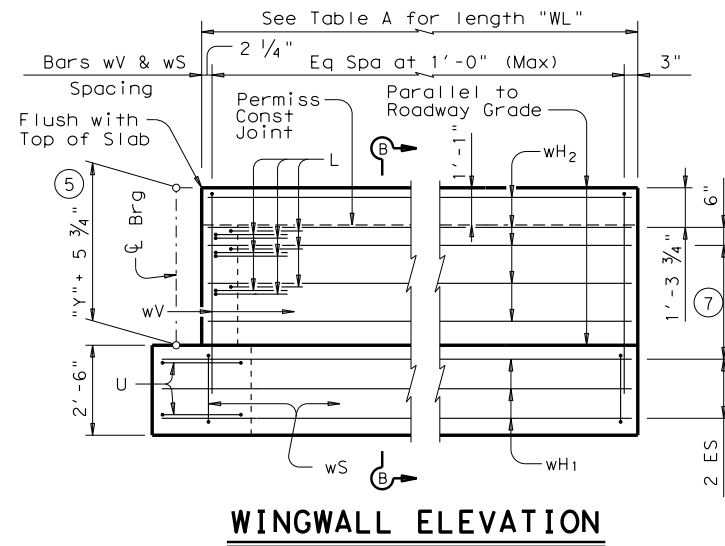 See Table A for length "WL"
2 ¼"
Bars wV & wS
Spacing
Eq Spa at 1'-0" (Max)
3"
Flush with
Top of Slab
Permiss
Const
Joint
Parallel to
Roadway Grade
B
L
1'-1"
wH2
5
"Y"+ 5 ¾"
℄ Brg
6"
1'-3 ¾"
7
wV
2'-6"
U
wS
wH1
2 ES
B
WINGWALL ELEVATION